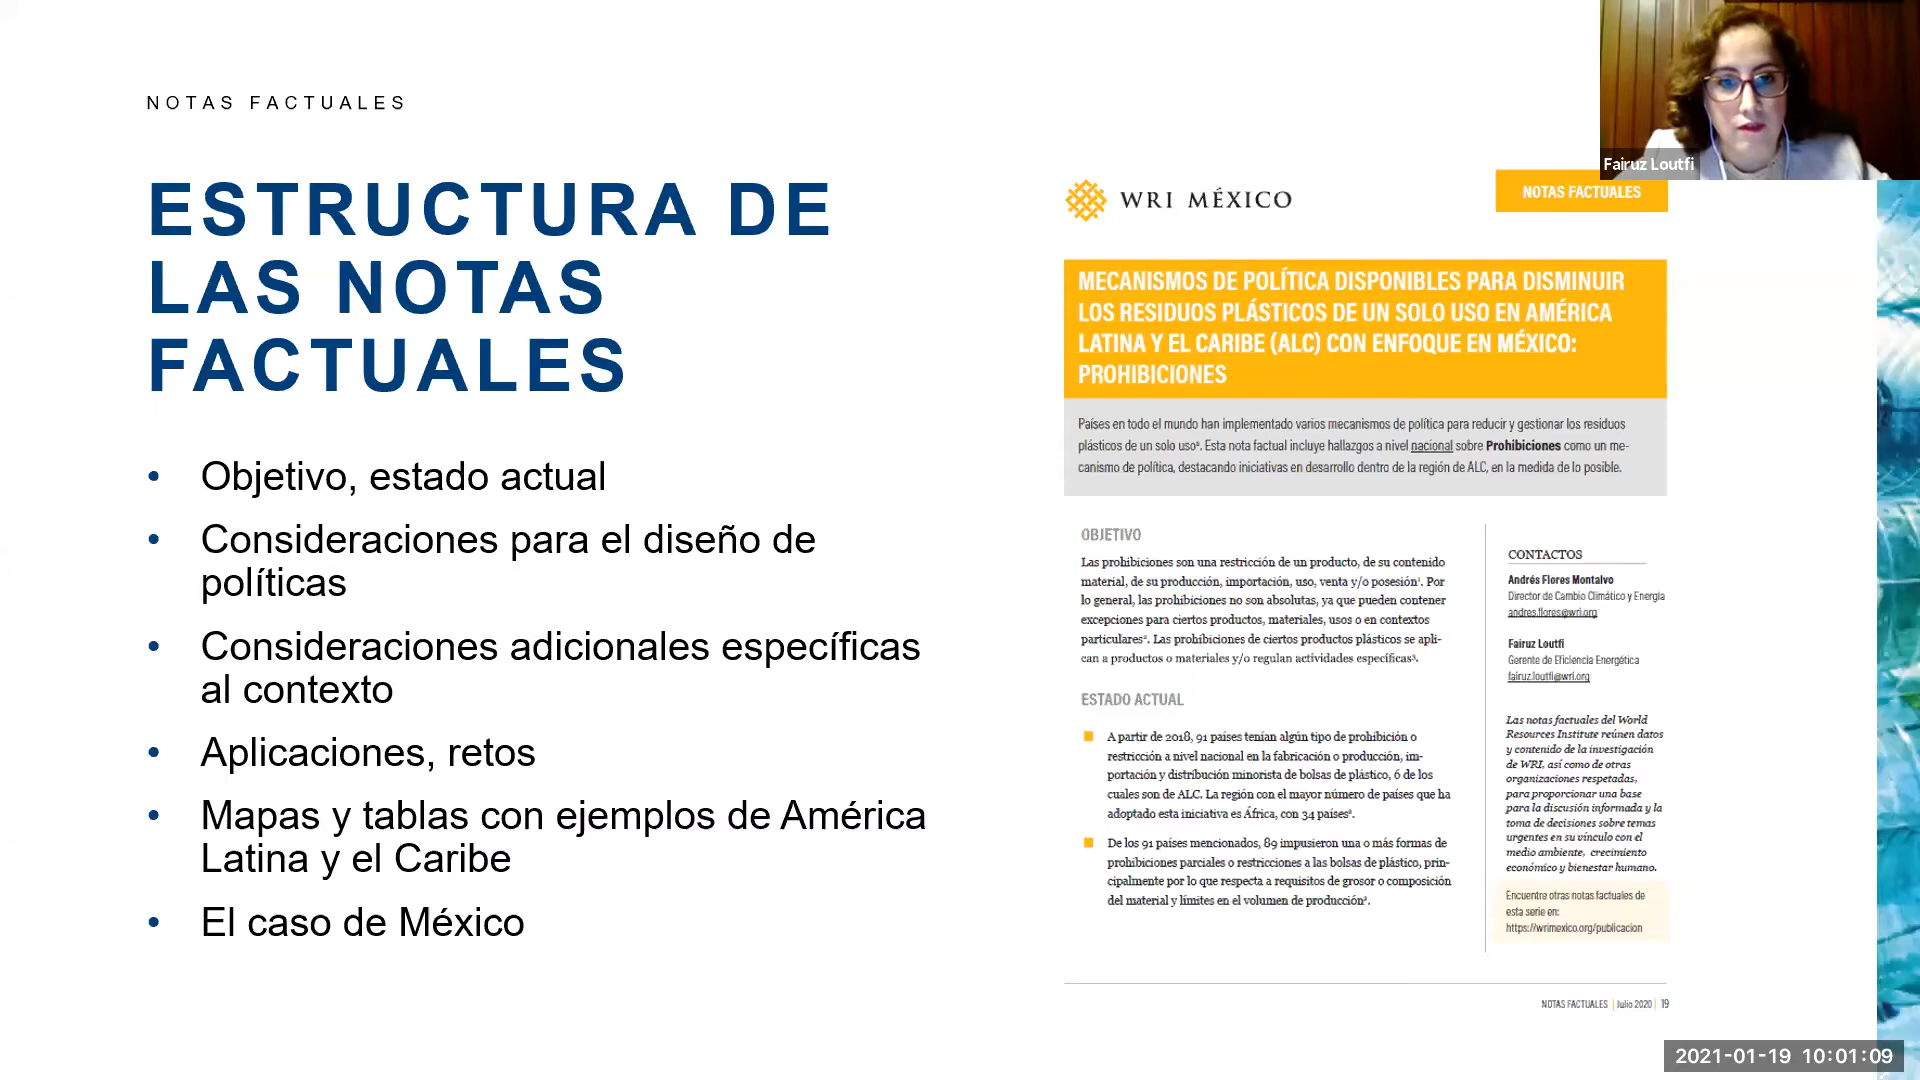 NOTAS FACTUALES
ESTRUCTURA DE
LAS NOTAS
FACTUALES
• Objetivo, estado actual
• Consideraciones para el diseño de
políticas
• Consideraciones adicionales específicas
al contexto
• Aplicaciones, retos
• Mapas y tablas con ejemplos de América
Latina y el Caribe
• El caso de México
Fairuz Loutfi
WRI MÉXICO
NOTAS FACTUALES
MECANISMOS DE POLÍTICA DISPONIBLES PARA DISMINUIR
LOS RESIDUOS PLÁSTICOS DE UN SOLO USO EN AMÉRICA
LATINA Y EL CARIBE (ALC) CON ENFOQUE EN MÉXICO:
PROHIBICIONES
Países en todo el mundo han implementado varios mecanismos de política para reducir y gestionar los residuos
plásticos de un solo uso². Esta nota factual incluye hallazgos a nivel nacional sobre Prohibiciones como un me-
canismo de política, destacando iniciativas en desarrollo dentro de la región de ALC, en la medida de lo posible.
OBJETIVO
Las prohibiciones son una restricción de un producto, de su contenido
material, de su producción, importación, uso, venta y/o posesión¹. Por
lo general, las prohibiciones no son absolutas, ya que pueden contener
excepciones para ciertos productos, materiales, usos o en contextos
particulares². Las prohibiciones de ciertos productos plásticos se apli-
can a productos o materiales y/o regulan actividades específicas³.
ESTADO ACTUAL
A partir de 2018, 91 países tenían algún tipo de prohibición o
restricción a nivel nacional en la fabricación o producción, im-
portación y distribución minorista de bolsas de plástico, 6 de los
cuales son de ALC. La región con el mayor número de países que ha
adoptado esta iniciativa es África, con 34 países².
De los 91 países mencionados, 89 impusieron una o más formas de
prohibiciones parciales o restricciones a las bolsas de plástico, prin-
cipalmente por lo que respecta a requisitos de grosor o composición
del material y límites en el volumen de producción².
CONTACTOS
Andrés Flores Montalvo
Director de Cambio Climático y Energía
andres.flores@wri.org
Fairuz Loutfi
Gerente de Eficiencia Energética
fairuz.loutfi@wri.org
Las notas factuales del World
Resources Institute reúnen datos
y contenido de la investigación
de WRI, así como de otras
organizaciones respetadas,
para proporcionar una base
para la discusión informada y la
toma de decisiones sobre temas
urgentes en su vínculo con el
medio ambiente, crecimiento
económico y bienestar humano.
Encuentre otras notas factuales de
esta serie en:
https://wrimexico.org/publicacion
NOTAS FACTUALES | Julio 2020 | 19
2021-01-19 10:01:09